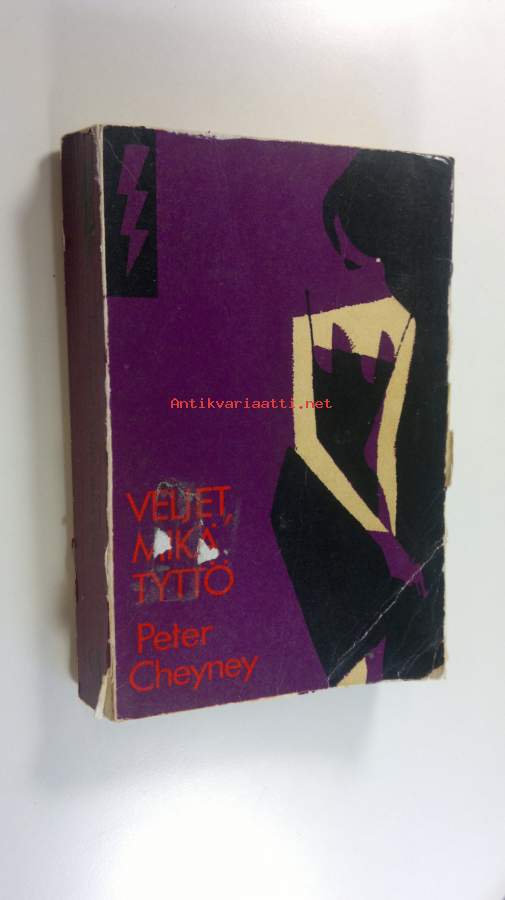 Antikvariaatti.net
VELJET,
MIKÄ
TYTTÖ
Peter
Cheyney